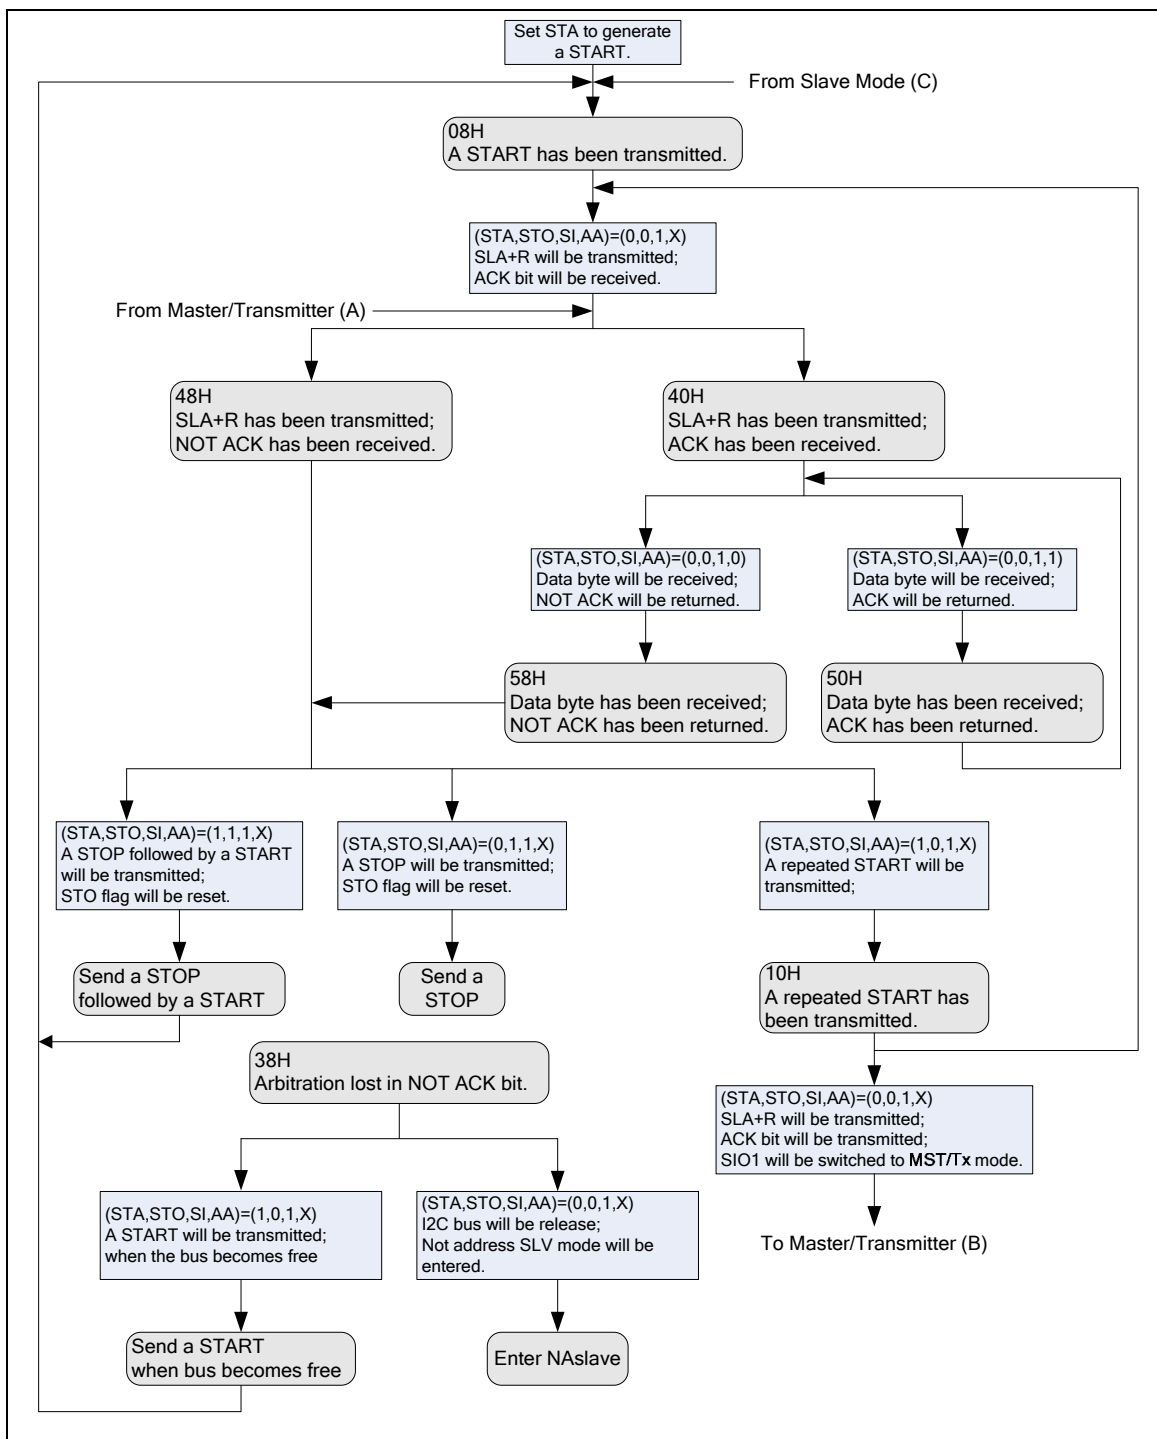 Set STA to generate
a START.
From Slave Mode (C)
08H
A START has been transmitted.
(STA,STO,SI,AA)=(0,0,1,X)
SLA+R will be transmitted;
ACK bit will be received.
From Master/Transmitter (A)
48H
SLA+R has been transmitted;
NOT ACK has been received.
40H
SLA+R has been transmitted;
ACK has been received.
(STA,STO,SI,AA)=(0,0,1,0)
Data byte will be received;
NOT ACK will be returned.
(STA,STO,SI,AA)=(0,0,1,1)
Data byte will be received;
ACK will be returned.
58H
Data byte has been received;
NOT ACK has been returned.
50H
Data byte has been received;
ACK has been returned.
(STA,STO,SI,AA)=(1,1,1,X)
A STOP followed by a START
will be transmitted;
STO flag will be reset.
(STA,STO,SI,AA)=(0,1,1,X)
A STOP will be transmitted;
STO flag will be reset.
(STA,STO,SI,AA)=(1,0,1,X)
A repeated START will be
transmitted;
Send a STOP
followed by a START
Send a
STOP
10H
A repeated START has
been transmitted.
38H
Arbitration lost in NOT ACK bit.
(STA,STO,SI,AA)=(0,0,1,X)
SLA+R will be transmitted;
ACK bit will be transmitted;
SIO1 will be switched to MST/Tx mode.
(STA,STO,SI,AA)=(1,0,1,X)
A START will be transmitted;
when the bus becomes free
(STA,STO,SI,AA)=(0,0,1,X)
I2C bus will be release;
Not address SLV mode will be
entered.
To Master/Transmitter (B)
Send a START
when bus becomes free
Enter NAslave